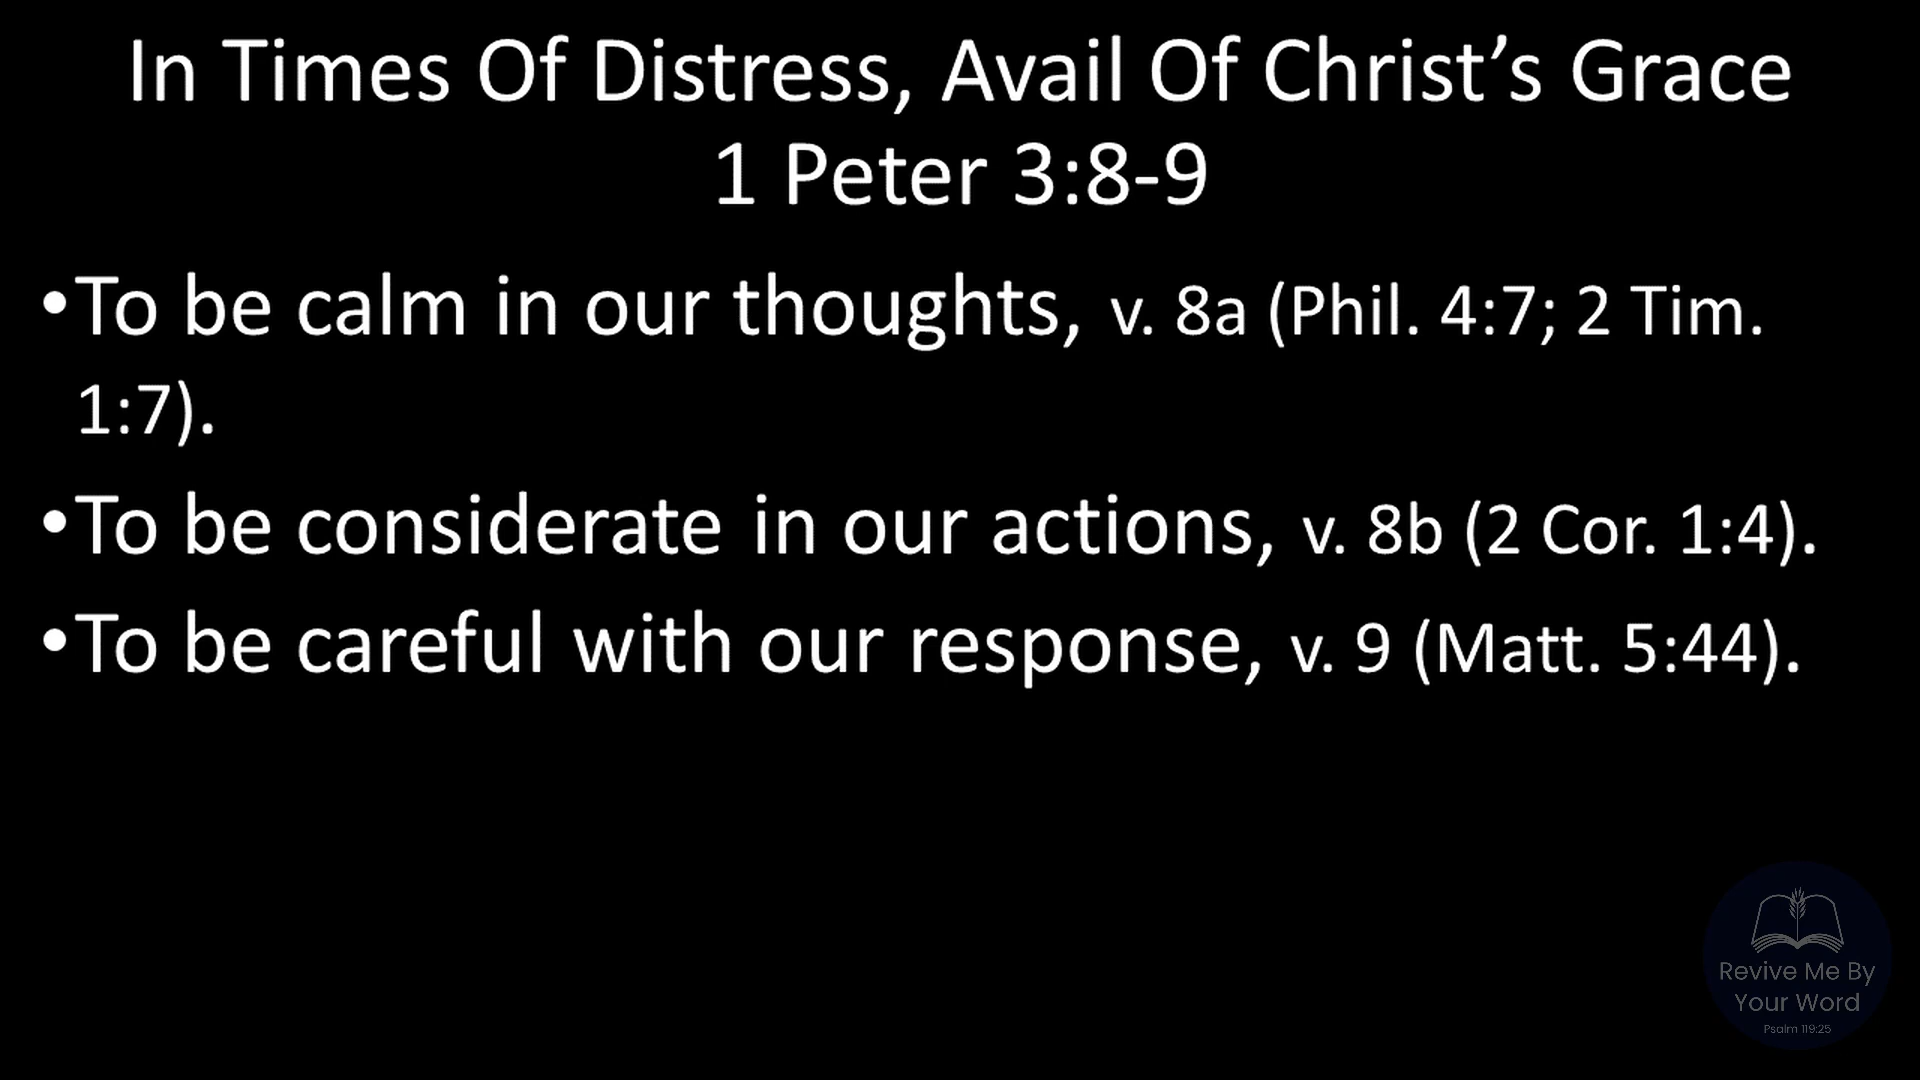 In Times Of Distress, Avail Of Christ’s Grace
1 Peter 3:8-9
•To be calm in our thoughts, v. 8a (Phil. 4:7; 2 Tim.
1:7).
•To be considerate in our actions, v. 8b (2 Cor. 1:4).
•To be careful with our response, v. 9 (Matt. 5:44).
Revive Me By
Your Word
Psalm 119:25